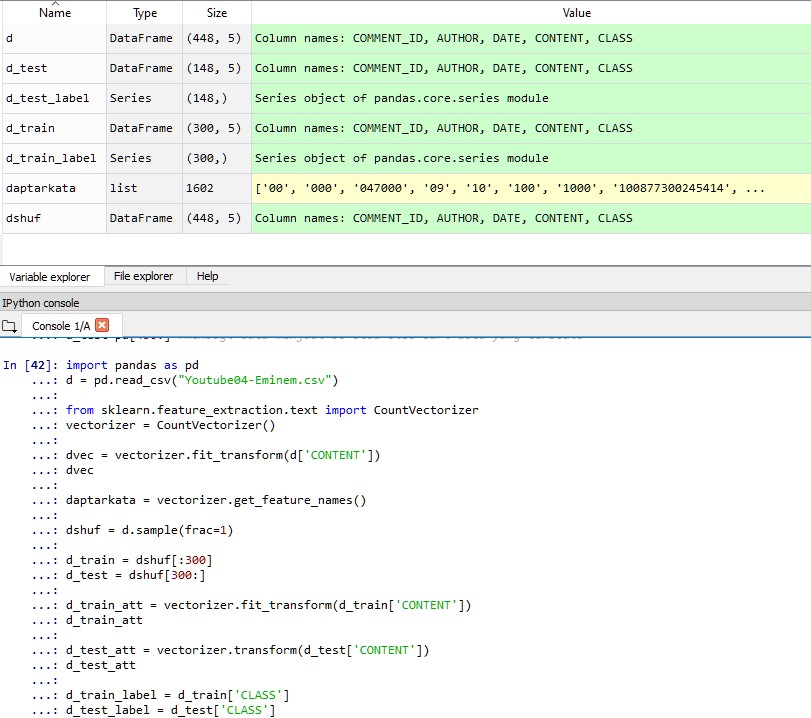 Name Type Size Value
d DataFrame (448, 5) Column names: COMMENT_ID, AUTHOR, DATE, CONTENT, CLASS
d_test DataFrame (148, 5) Column names: COMMENT_ID, AUTHOR, DATE, CONTENT, CLASS
d_test_label Series (148,) Series object of pandas.core.series module
d_train DataFrame (300, 5) Column names: COMMENT_ID, AUTHOR, DATE, CONTENT, CLASS
d_train_label Series (300,) Series object of pandas.core.series module
daptarkata list 1602 ['00', '000', '047000', '09', '10', '100', '1000', '100877300245414', ...
dshuf DataFrame (448, 5) Column names: COMMENT_ID, AUTHOR, DATE, CONTENT, CLASS
Variable explorer File explorer Help
IPython console
Console 1/A
In [42]: import pandas as pd
...: d = pd.read_csv("Youtube04-Eminem.csv")
...:
...: from sklearn.feature_extraction.text import CountVectorizer
...: vectorizer = CountVectorizer()
...:
...: dvec = vectorizer.fit_transform(d['CONTENT'])
...: dvec
...:
...: daptarkata = vectorizer.get_feature_names()
...:
...: dshuf = d.sample(frac=1)
...:
...: d_train = dshuf[:300]
...: d_test = dshuf[300:]
...:
...: d_train_att = vectorizer.fit_transform(d_train['CONTENT'])
...: d_train_att
...:
...: d_test_att = vectorizer.transform(d_test['CONTENT'])
...: d_test_att
...:
...: d_train_label = d_train['CLASS']
...: d_test_label = d_test['CLASS']